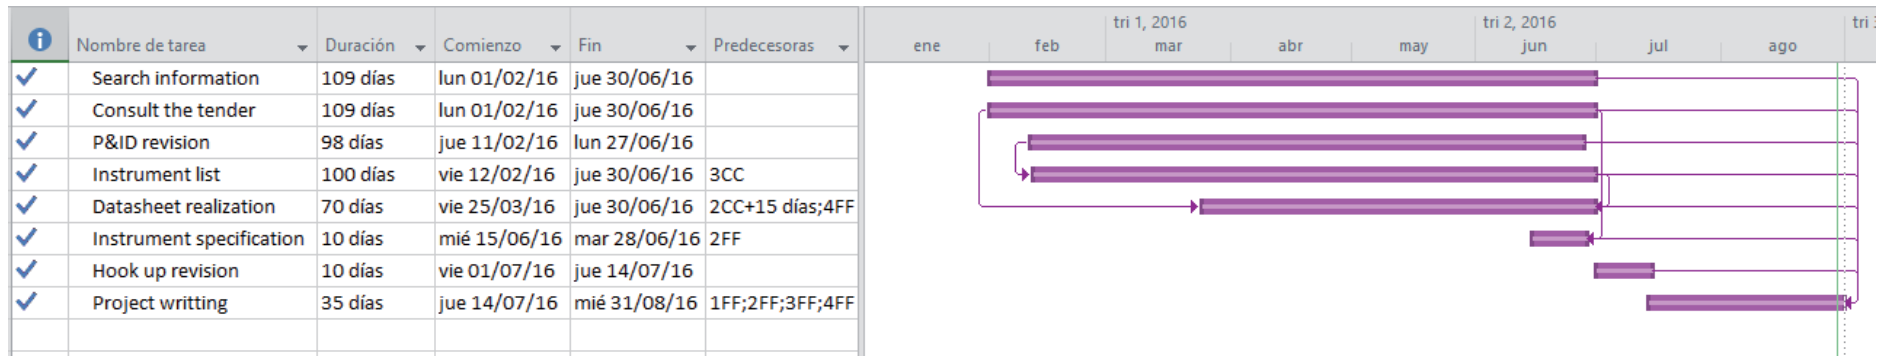 tri 1, 2016 tri 2, 2016 tri
Nombre de tarea Duración Comienzo Fin Predecesoras ene feb mar abr may jun jul ago
Search information 109 días lun 01/02/16 jue 30/06/16
Consult the tender 109 días lun 01/02/16 jue 30/06/16
P&ID revision 98 días jue 11/02/16 lun 27/06/16
Instrument list 100 días vie 12/02/16 jue 30/06/16 3CC
Datasheet realization 70 días vie 25/03/16 jue 30/06/16 2CC+15 días;4FF
Instrument specification 10 días mié 15/06/16 mar 28/06/16 2FF
Hook up revision 10 días vie 01/07/16 jue 14/07/16
Project writting 35 días jue 14/07/16 mié 31/08/16 1FF;2FF;3FF;4FF